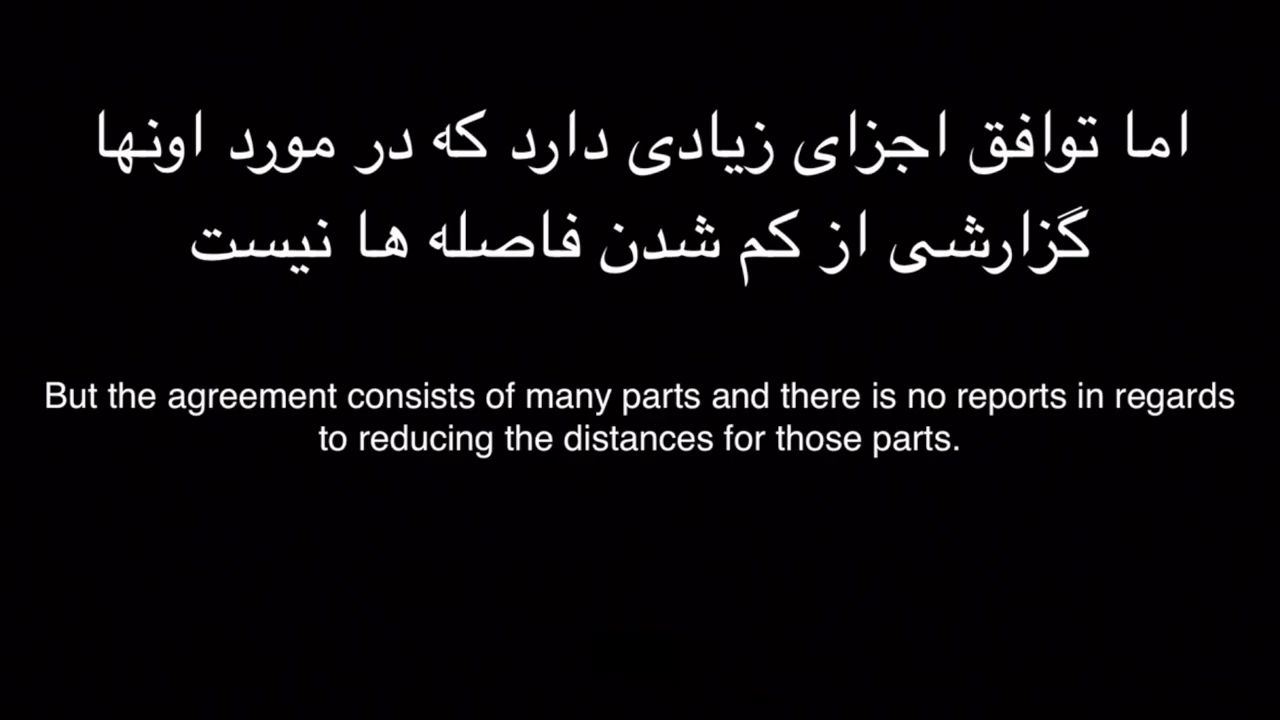 اما توافق اجزای زیادی دارد که در مورد اونها
گزارشی از کم شدن فاصله ها نیست
But the agreement consists of many parts and there is no reports in regards
to reducing the distances for those parts.